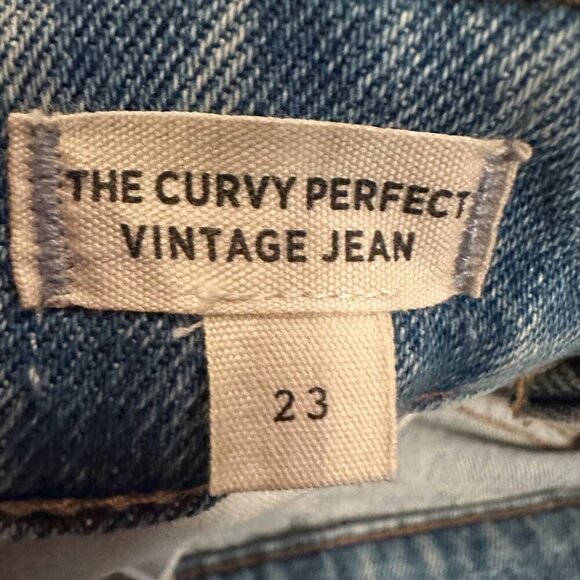 THE CURVY PERFECT
VINTAGE JEAN
23